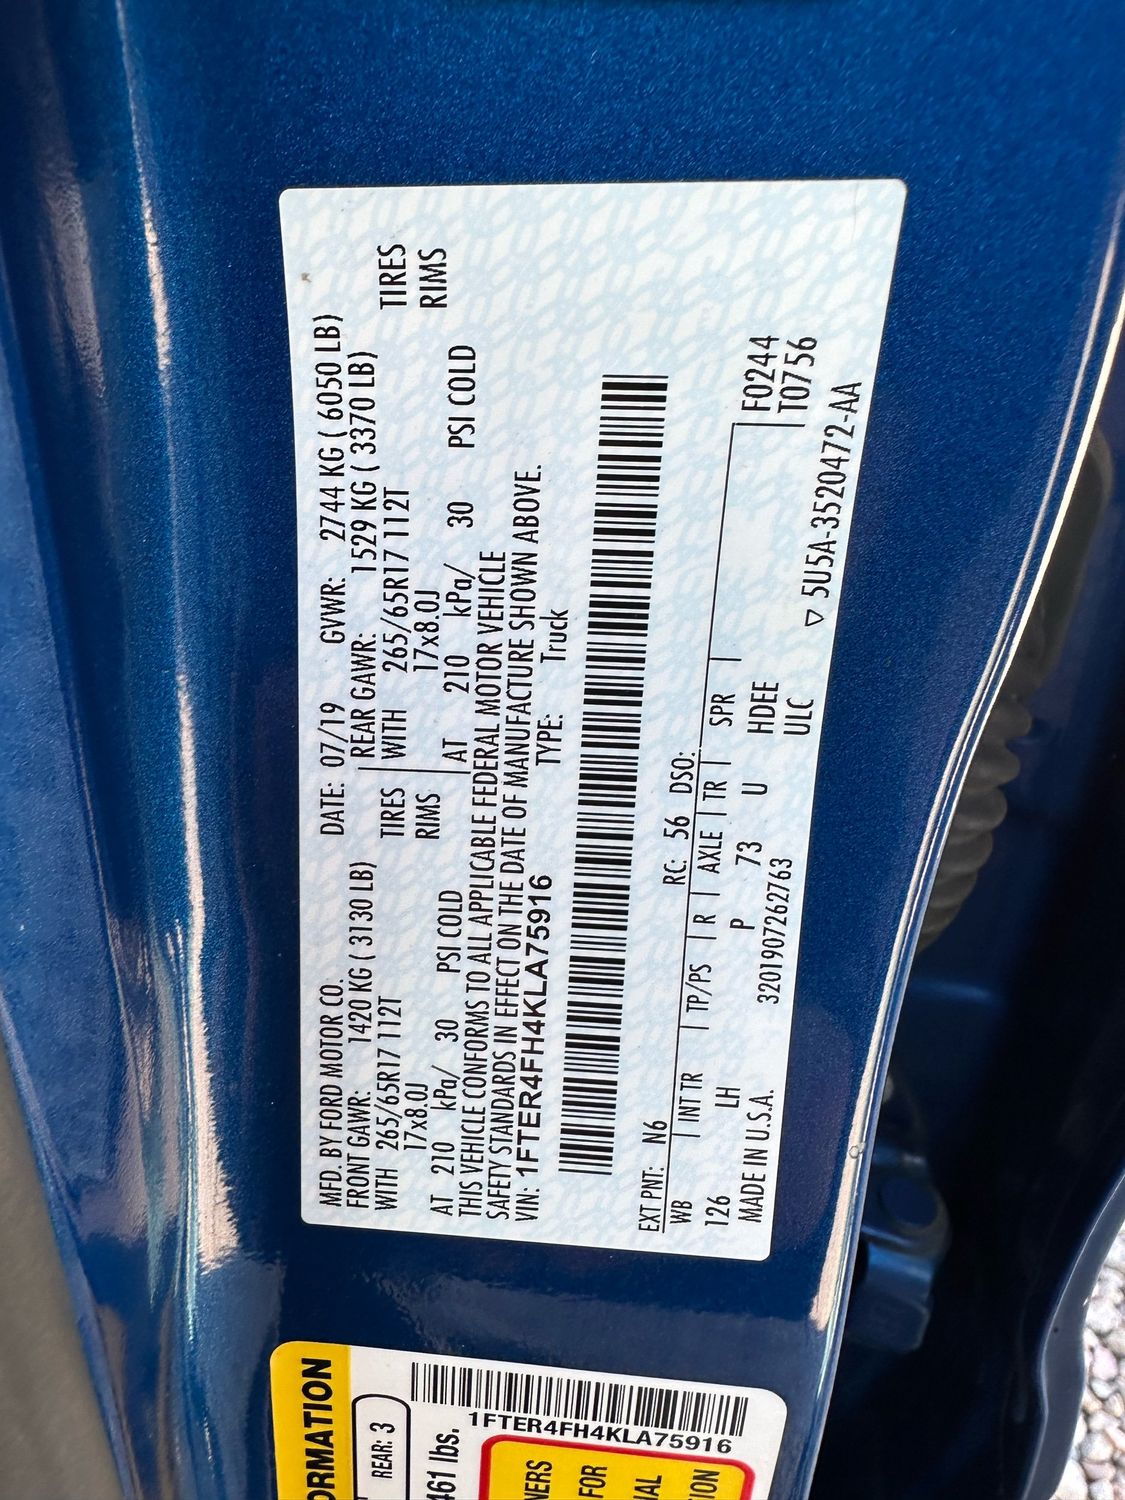 MFD. BY FORD MOTOR CO. DATE: 07/19 GVWR: 2744 KG ( 6050 LB)
FRONT GAWR: 1420 KG ( 3130 LB) REAR GAWR: 1529 KG ( 3370 LB)
WITH 265/65R17 112T TIRES WITH 265/65R17 112T TIRES
17x8.0J RIMS 17x8.0J RIMS
AT 210 kPa/ 30 PSI COLD AT 210 kPa/ 30 PSI COLD
THIS VEHICLE CONFORMS TO ALL APPLICABLE FEDERAL MOTOR VEHICLE
SAFETY STANDARDS IN EFFECT ON THE DATE OF MANUFACTURE SHOWN ABOVE.
VIN: 1FTER4FH4KLA75916 TYPE: Truck
EXT PNT: N6 RC: 56 DSO:
WB INT TR TP/PS R AXLE TR SPR F0244
126 LH P 73 U HDEE T0756
MADE IN U.S.A. 3201907262763 ULC
▽ 5U5A-3520472-AA
ORMATION
REAR: 3
461 lbs.
1FTER4FH4KLA75916
NERS
FOR
IAL
ION